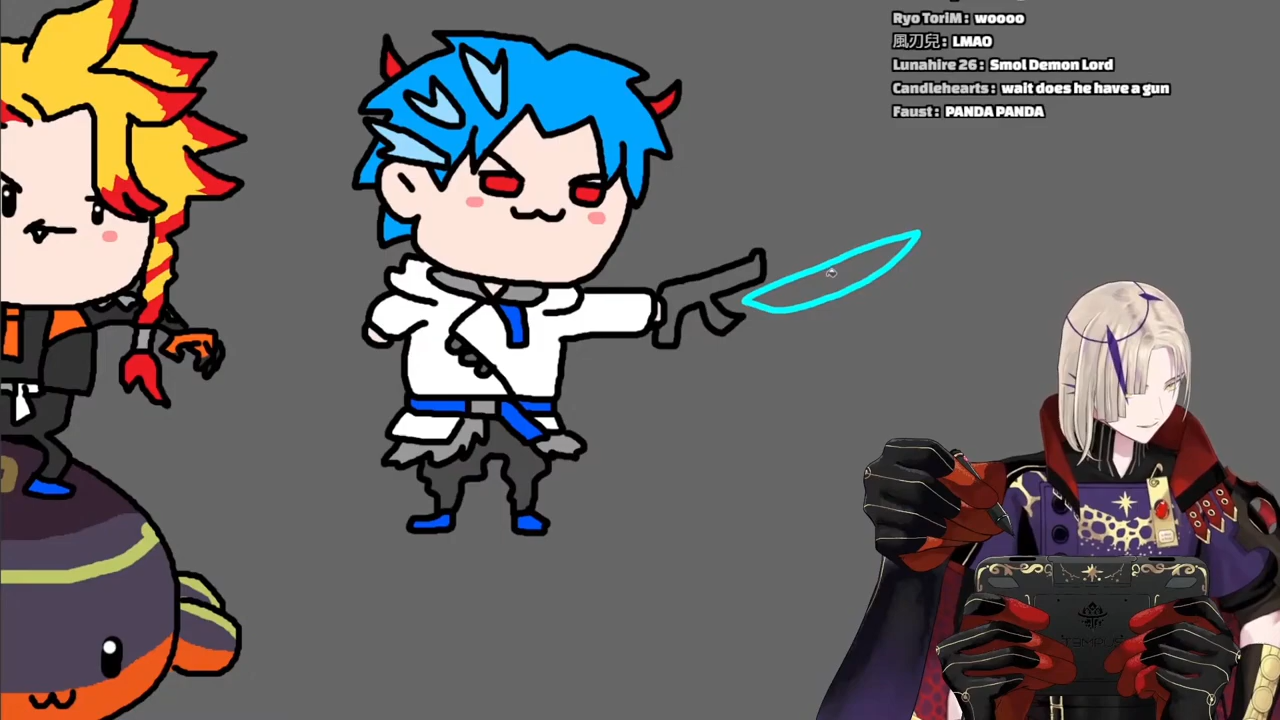 Ryo ToriM : woooo
風刃兒 : LMAO
Lunahire 26 : Smol Demon Lord
Candlehearts : wait does he have a gun
Faust : PANDA PANDA
TEMPUS